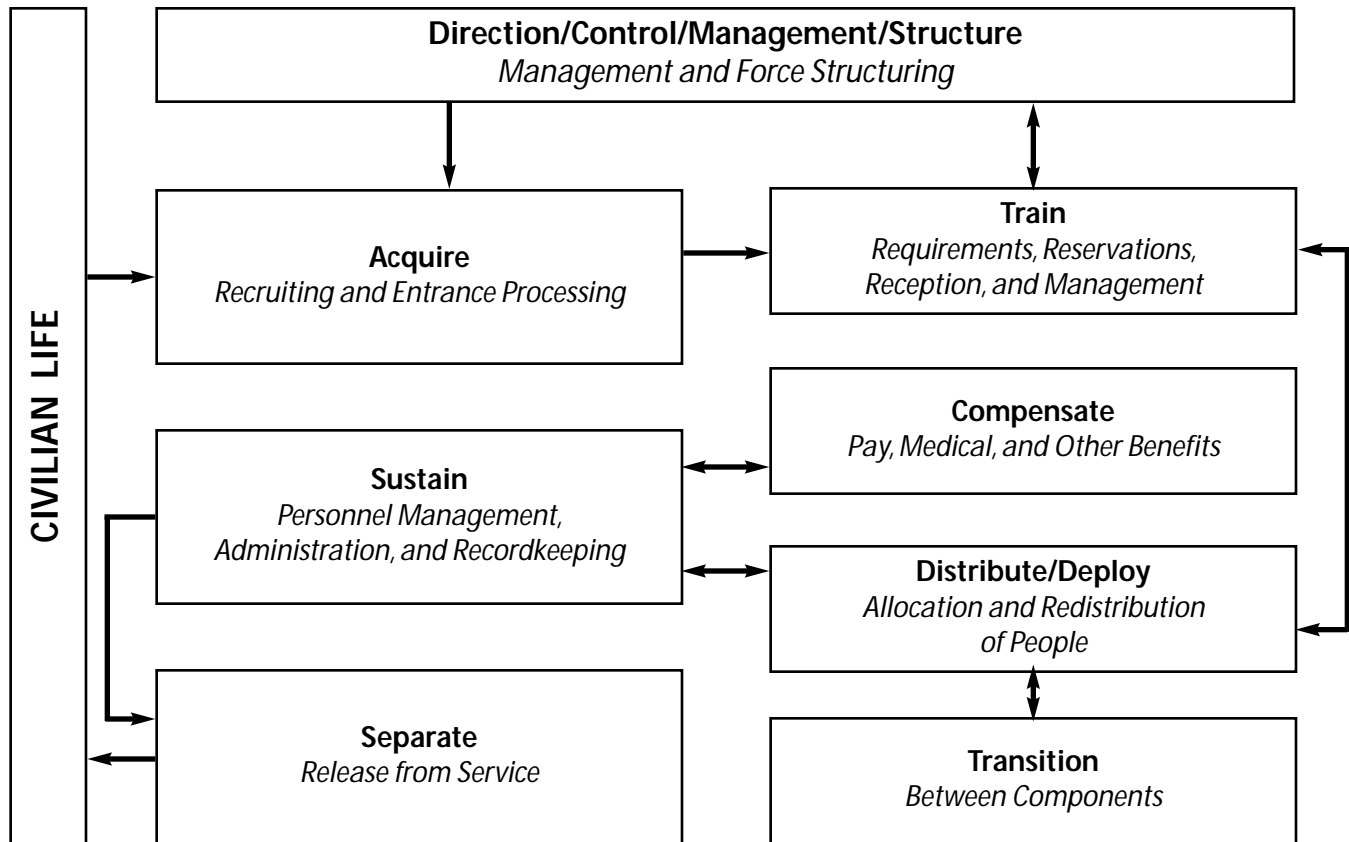 CIVILIAN LIFE
Direction/Control/Management/Structure
Management and Force Structuring
Acquire
Recruiting and Entrance Processing
Train
Requirements, Reservations,
Reception, and Management
Compensate
Pay, Medical, and Other Benefits
Sustain
Personnel Management,
Administration, and Recordkeeping
Distribute/Deploy
Allocation and Redistribution
of People
Separate
Release from Service
Transition
Between Components